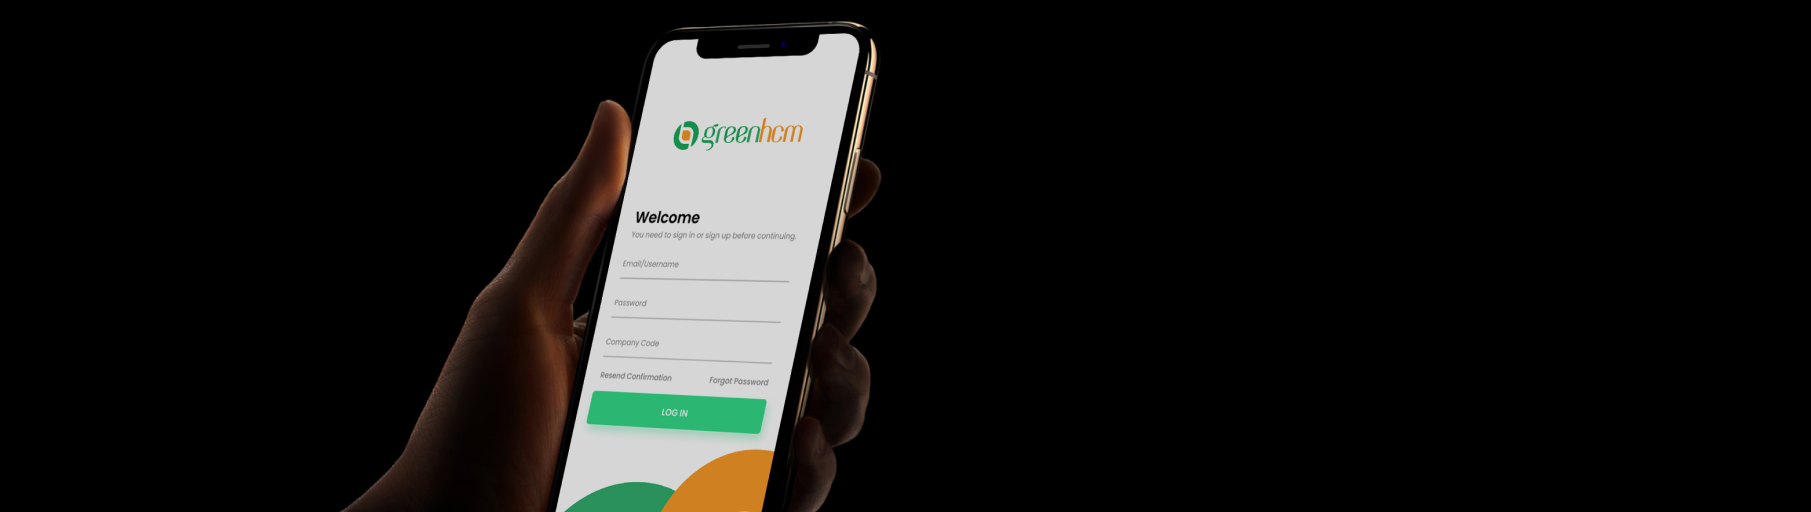 greenhcm
Welcome
You need to sign in or sign up before continuing.
Email/Username
Password
Company Code
Resend Confirmation Forgot Password
LOG IN